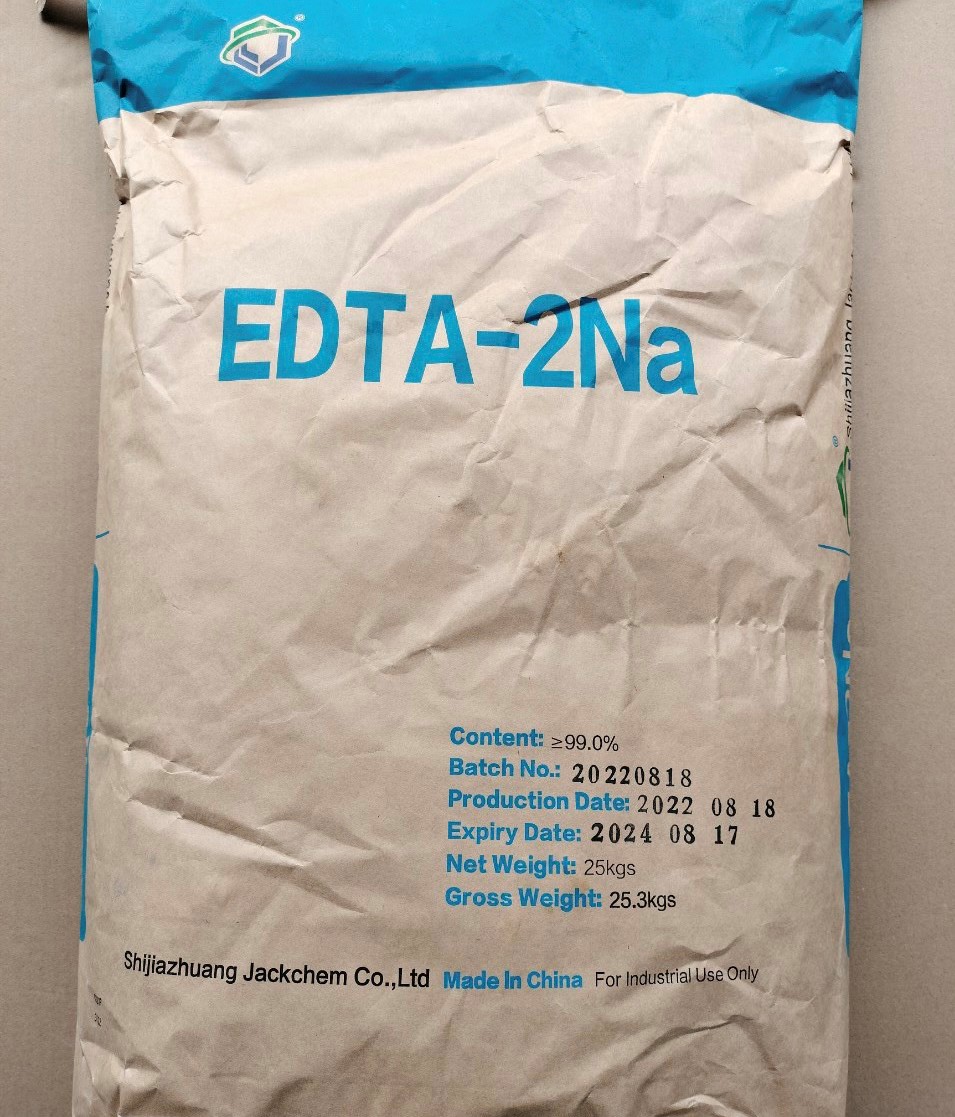 ®
EDTA-2Na
Content: ≥99.0%
Batch No.: 20220818
Production Date: 2022 08 18
Expiry Date: 2024 08 17
Net Weight: 25kgs
Gross Weight: 25.3kgs
Shijiazhuang Jackchem Co.,Ltd Made In China For Industrial Use Only
Shijiazhuang
®